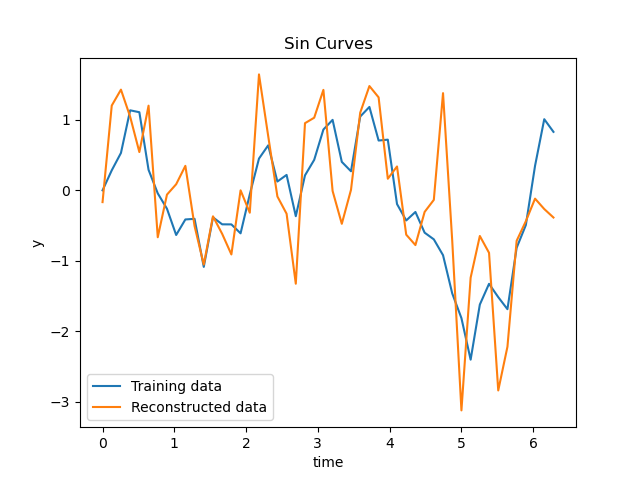 Sin Curves
y
1
0
−1
−2
−3
Training data
Reconstructed data
0 1 2 3 4 5 6
time